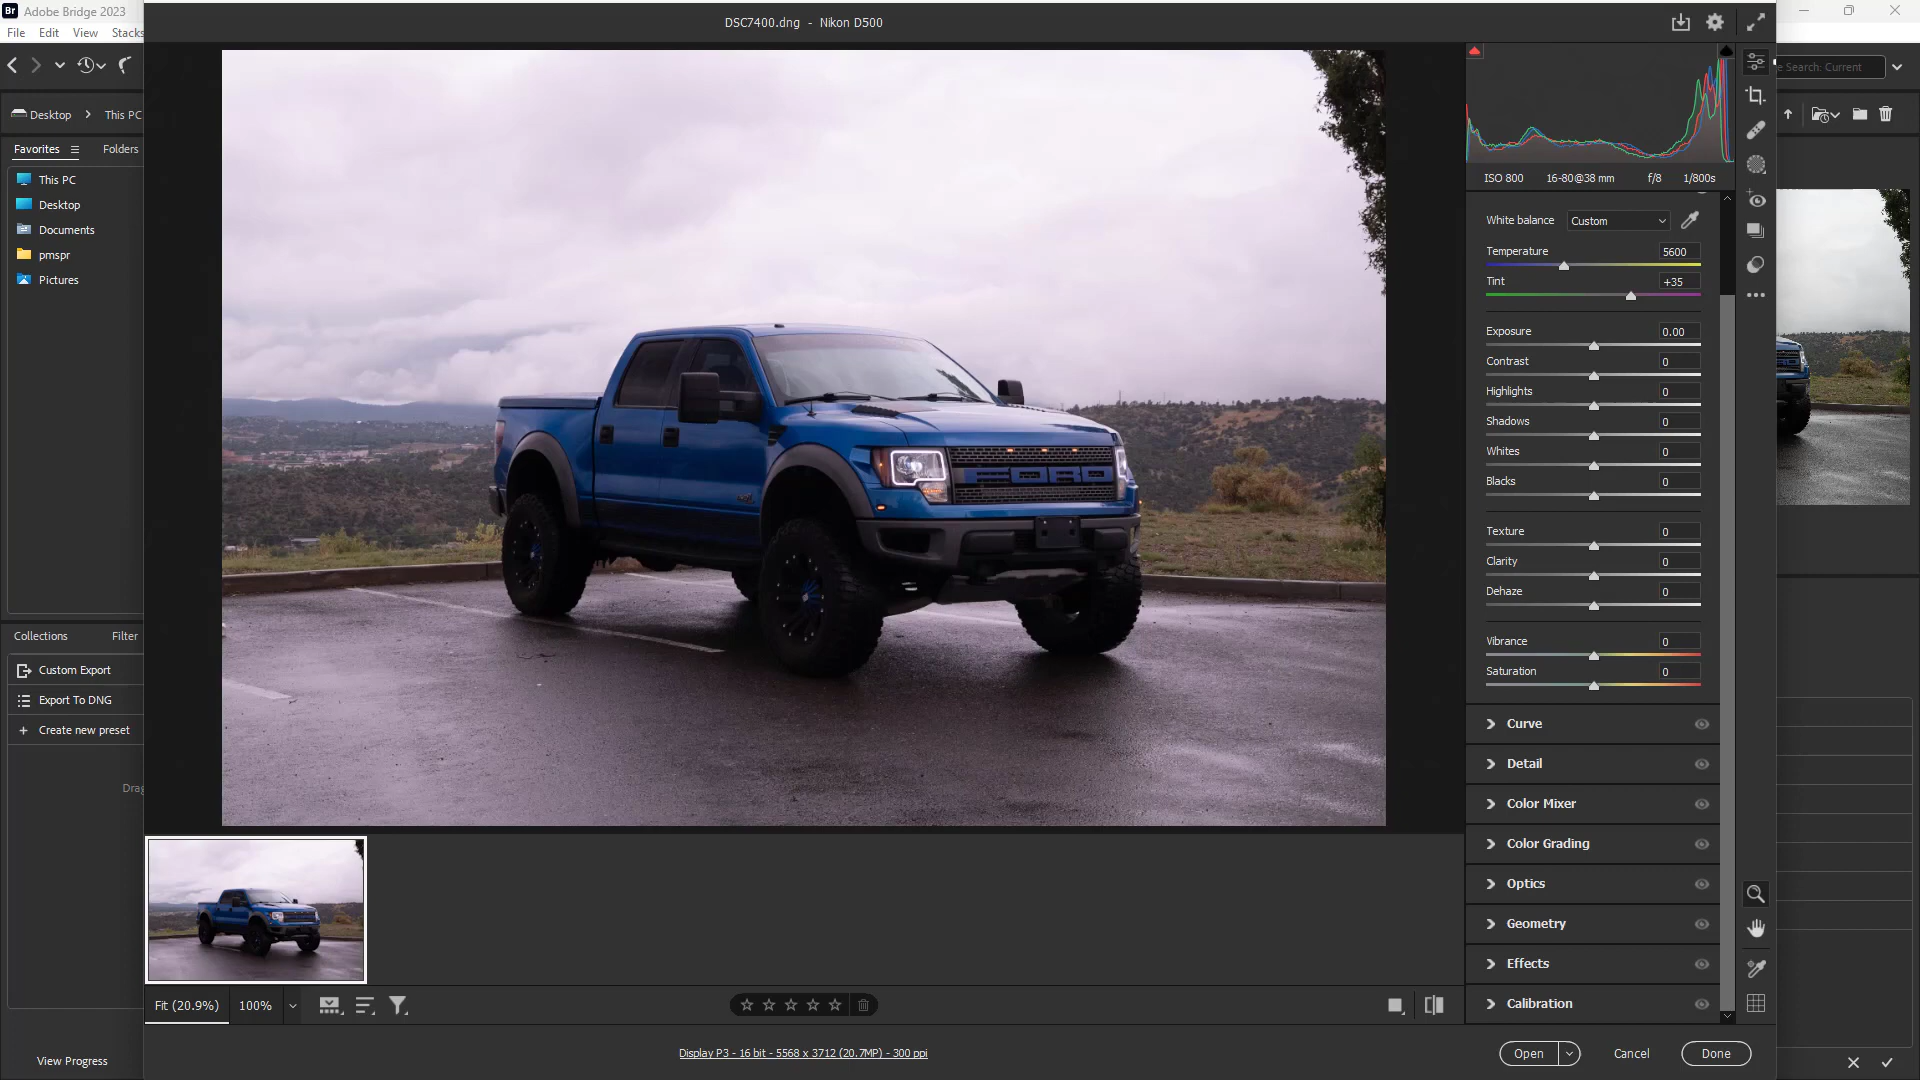 Br Adobe Bridge 2023
File Edit View Stacks
DSC7400.dng - Nikon D500
Search: Current
Desktop This PC
Favorites Folders
This PC
Desktop
Documents
pmspr
Pictures
Collections Filter
Custom Export
Export To DNG
Create new preset
View Progress
FORD
ISO 800 16-80@38 mm f/8 1/800s
White balance Custom
Temperature 5600
Tint +35
Exposure 0.00
Contrast 0
Highlights 0
Shadows 0
Whites 0
Blacks 0
Texture 0
Clarity 0
Dehaze 0
Vibrance 0
Saturation 0
Curve
Detail
Color Mixer
Color Grading
Optics
Geometry
Effects
Calibration
Fit (20.9%) 100%
Display P3 - 16 bit - 5568 x 3712 (20.7MP) - 300 ppi
Open Cancel Done